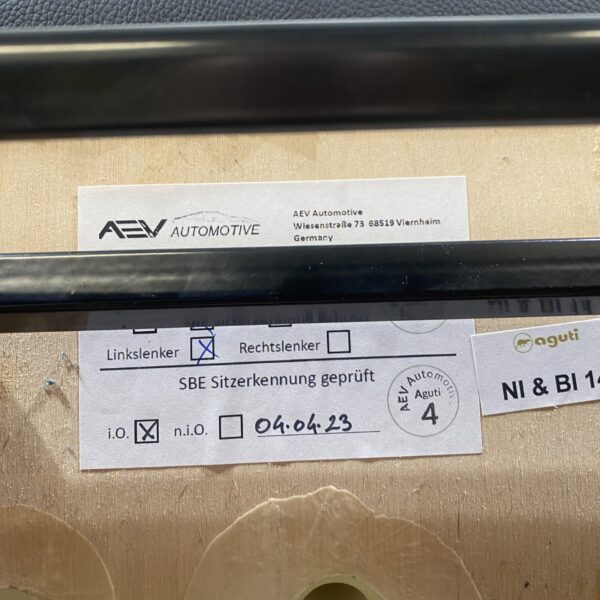 AEV AUTOMOTIVE
AEV Automotive
Wiesenstraße 73 68519 Viernheim
Germany
Linkslenker Rechtslenker
SBE Sitzerkennung geprüft
i.O. n.i.O. 04.04.23
AEV Automotive
Aguti
4
aguti
NI & BI 14